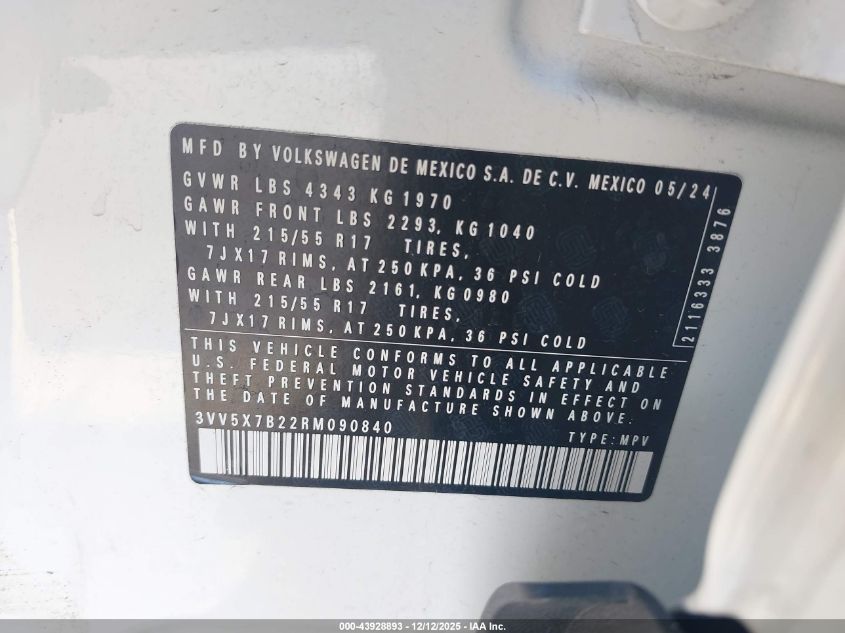 MFD BY VOLKSWAGEN DE MEXICO S.A. DE C.V. MEXICO 05/24
GVWR LBS 4343 KG 1970
GAWR FRONT LBS 2293, KG 1040
WITH 215/55 R17 TIRES,
7JX17 RIMS, AT 250 KPA, 36 PSI COLD
GAWR REAR LBS 2161, KG 0980
WITH 215/55 R17 TIRES,
7JX17 RIMS, AT 250 KPA, 36 PSI COLD
2116333 3876
THIS VEHICLE CONFORMS TO ALL APPLICABLE
U.S. FEDERAL MOTOR VEHICLE SAFETY AND
THEFT PREVENTION STANDARDS IN EFFECT ON
THE DATE OF MANUFACTURE SHOWN ABOVE.
3VV5X7B22RM090840
TYPE: MPV
000-43928893 - 12/12/2025 - IAAI.COM